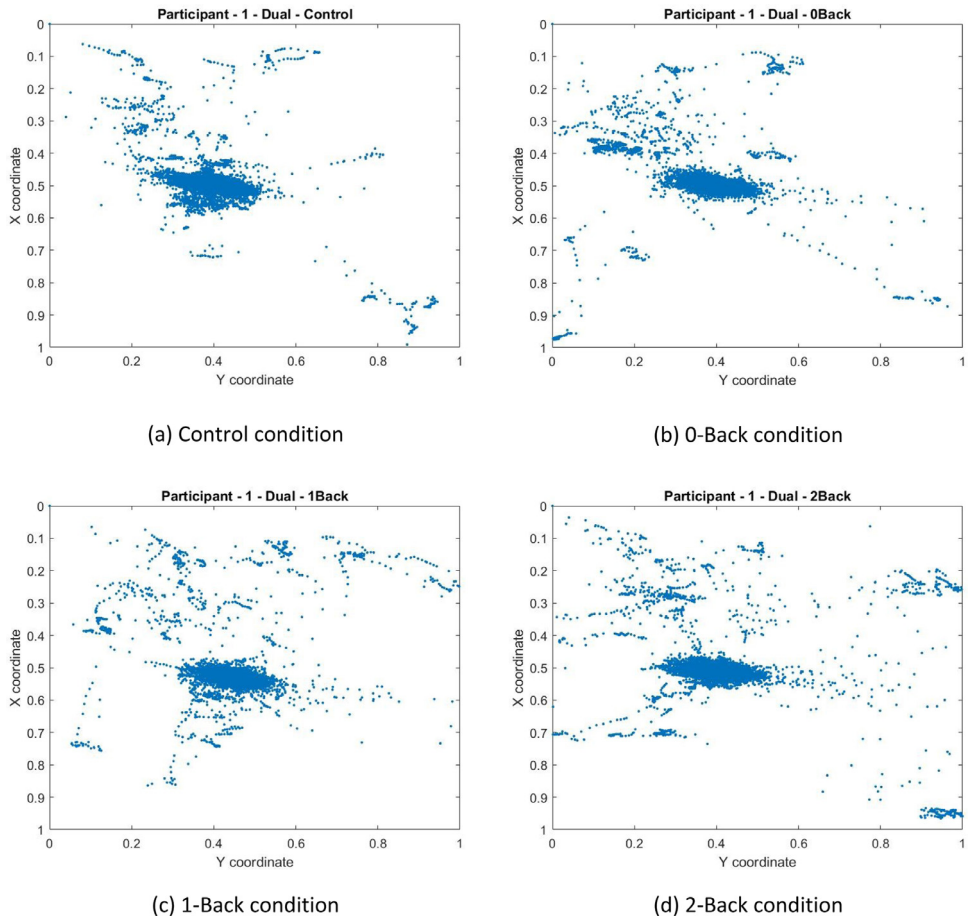 Participant - 1 - Dual - Control
0
0.1
0.2
0.3
0.4
0.5
0.6
0.7
0.8
0.9
1
X coordinate
0 0.2 0.4 0.6 0.8 1
Y coordinate
(a) Control condition
Participant - 1 - Dual - 0Back
0
0.1
0.2
0.3
0.4
0.5
0.6
0.7
0.8
0.9
1
X coordinate
0 0.2 0.4 0.6 0.8 1
Y coordinate
(b) 0-Back condition
Participant - 1 - Dual - 1Back
0
0.1
0.2
0.3
0.4
0.5
0.6
0.7
0.8
0.9
1
X coordinate
0 0.2 0.4 0.6 0.8 1
Y coordinate
(c) 1-Back condition
Participant - 1 - Dual - 2Back
0
0.1
0.2
0.3
0.4
0.5
0.6
0.7
0.8
0.9
1
X coordinate
0 0.2 0.4 0.6 0.8 1
Y coordinate
(d) 2-Back condition